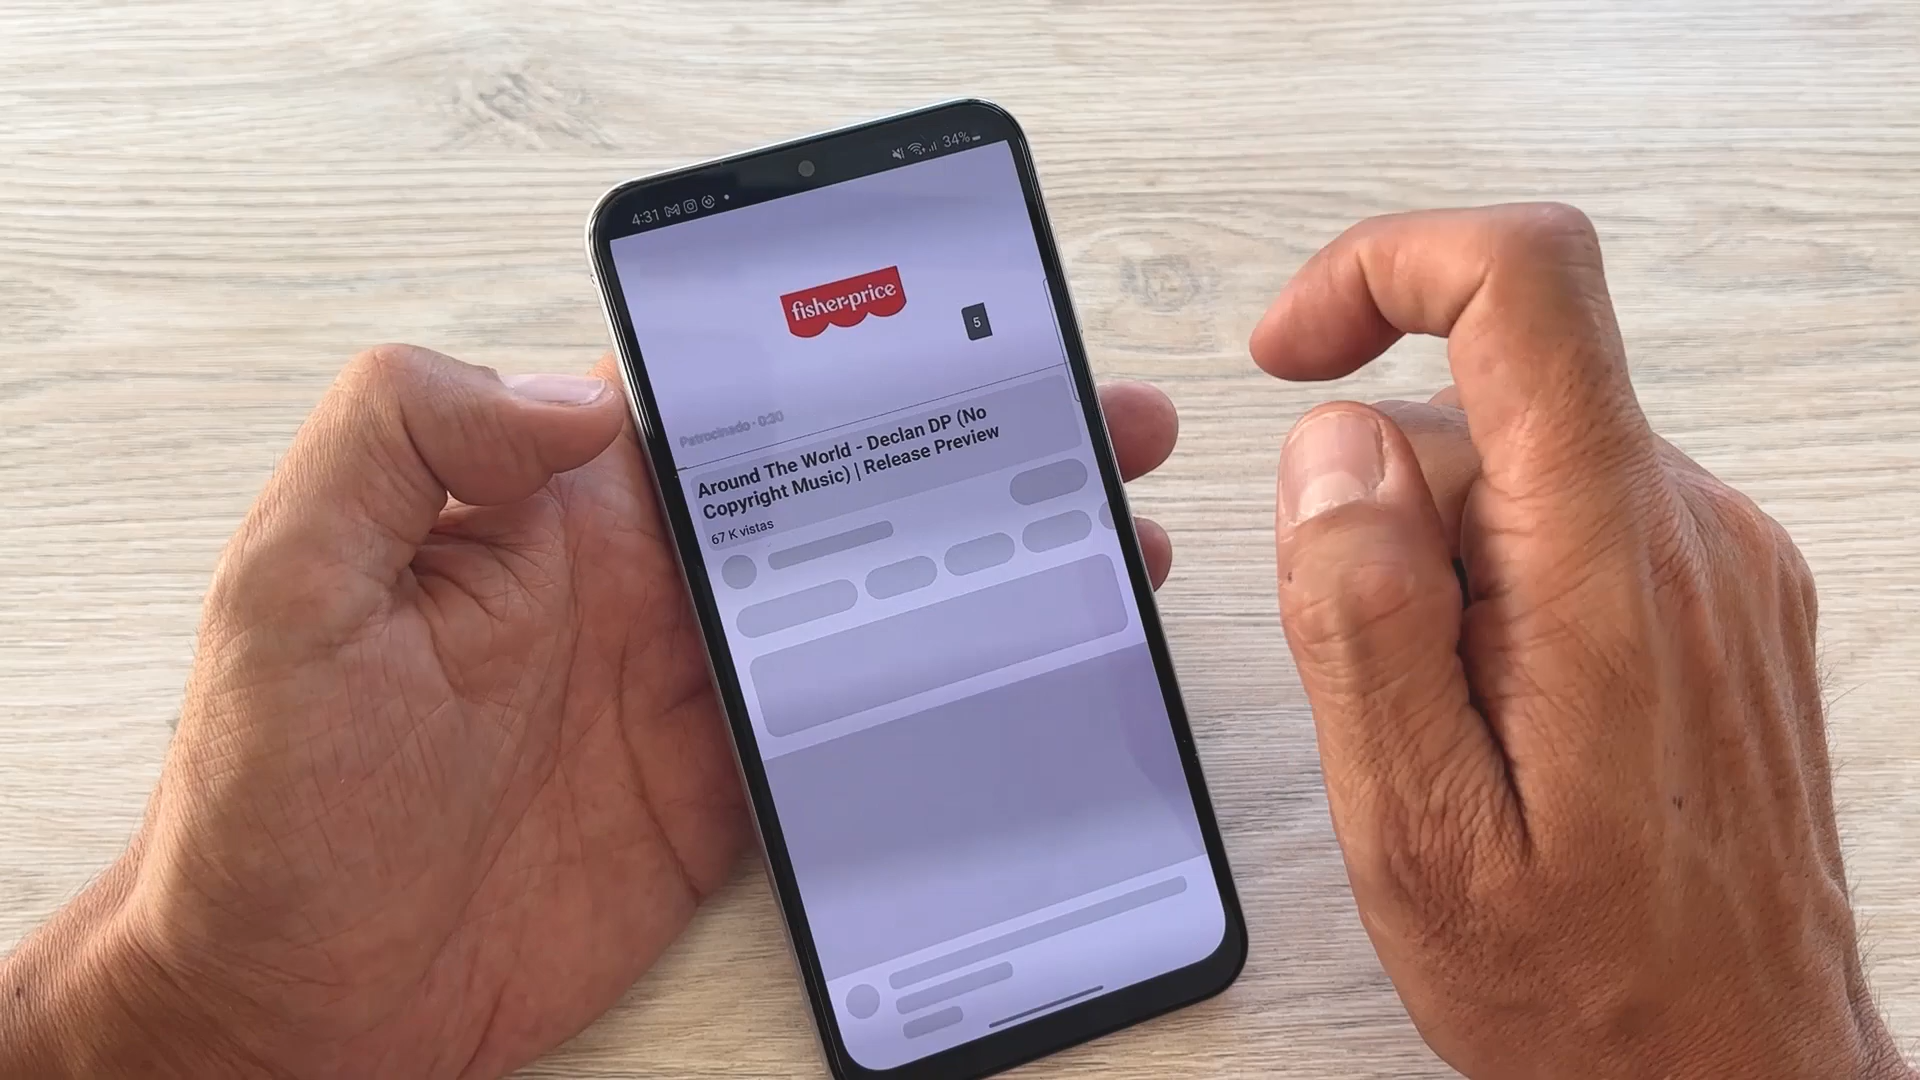 4:31
34%
fisher-price
5
Patrocinado · 0:30
Around The World - Declan DP (No
Copyright Music) | Release Preview
67 K vistas